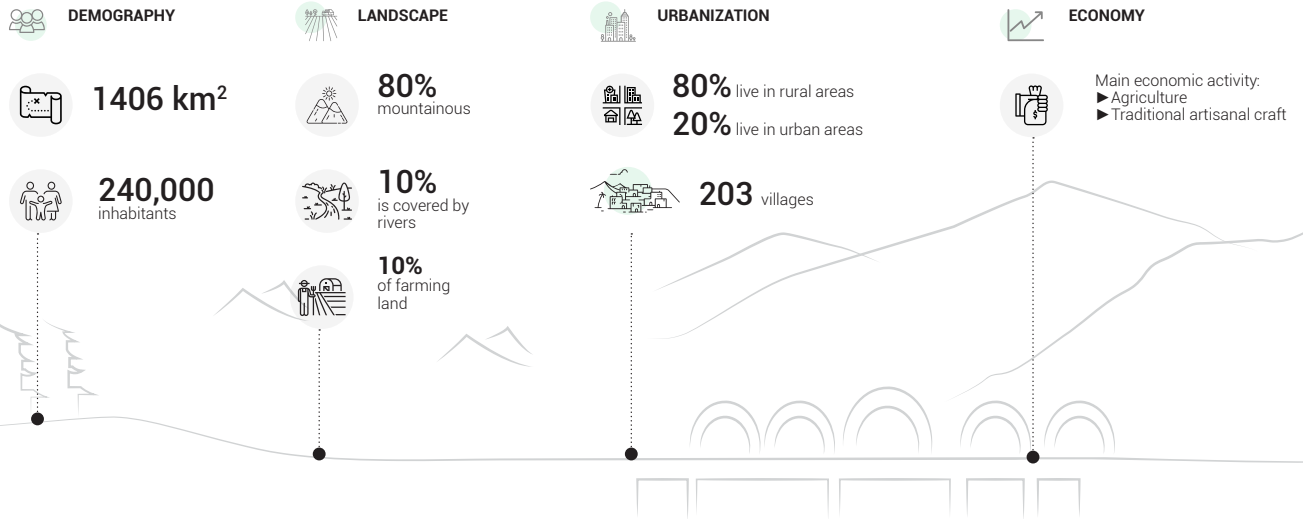 DEMOGRAPHY
1406 km²
240,000
inhabitants
LANDSCAPE
80%
mountainous
10%
is covered by
rivers
10%
of farming
land
URBANIZATION
80% live in rural areas
20% live in urban areas
203 villages
ECONOMY
Main economic activity:
►Agriculture
►Traditional artisanal craft